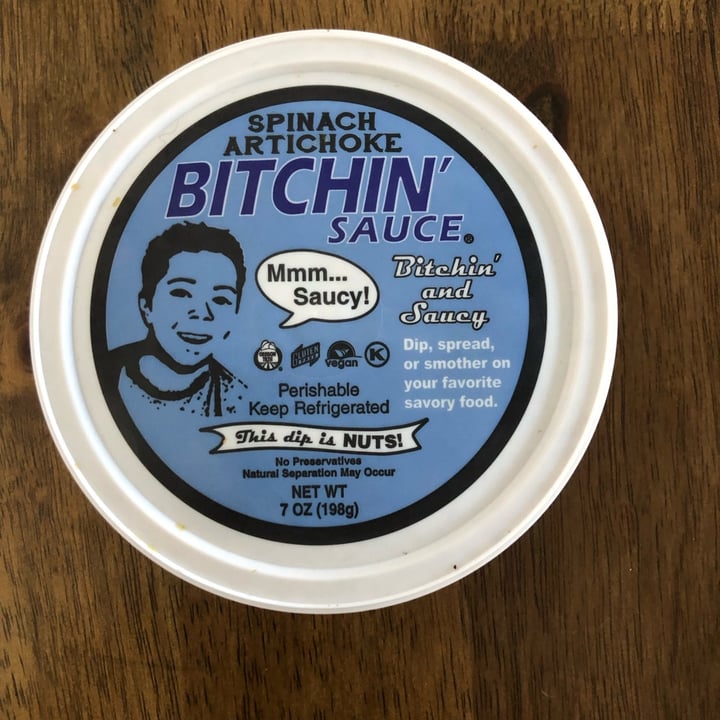 SPINACH
ARTICHOKE
BITCHIN'
SAUCE®
Mmm...
Saucy!
Bitchin'
and
Saucy
Dip, spread,
or smother on
your favorite
savory food.
GLUTEN
vegan
K
Perishable
Keep Refrigerated
This dip is NUTS!
No Preservatives
Natural Separation May Occur
NET WT
7 OZ (198g)